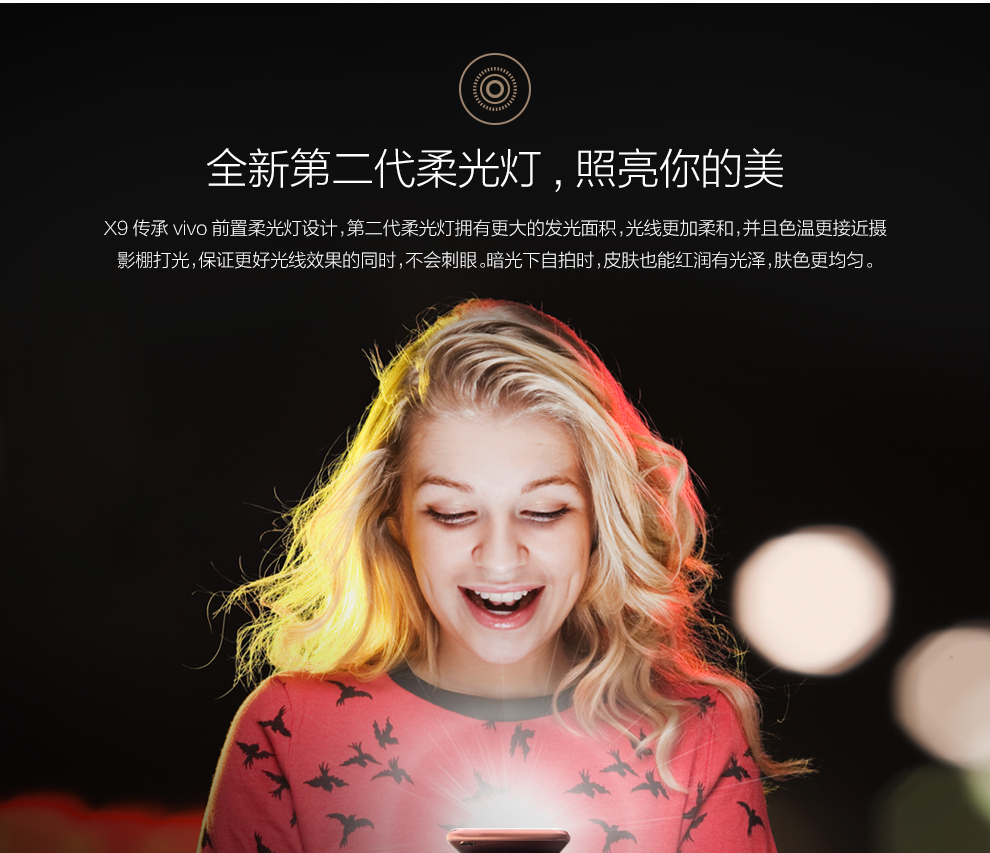 全新第二代柔光灯，照亮你的美
X9 传承 vivo 前置柔光灯设计，第二代柔光灯拥有更大的发光面积，光线更加柔和，并且色温更接近摄
影棚打光，保证更好光线效果的同时，不会刺眼。暗光下自拍时，皮肤也能红润有光泽，肤色更均匀。